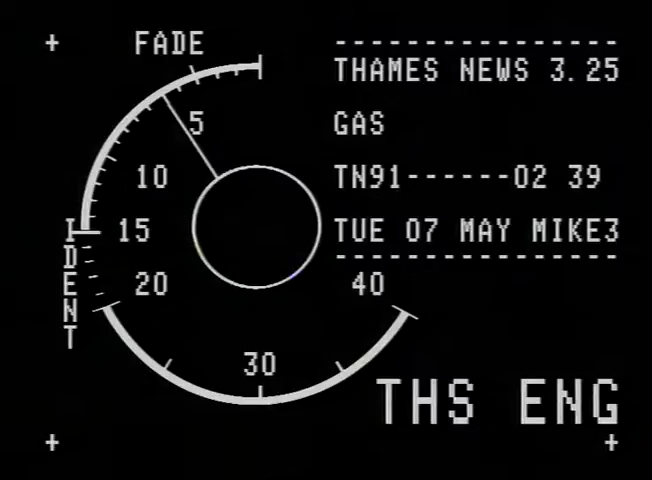 FADE
THAMES NEWS 3.25
5
GAS
10
TN91------02 39
15
TUE 07 MAY MIKE3
IDENT
20
40
30
THS ENG